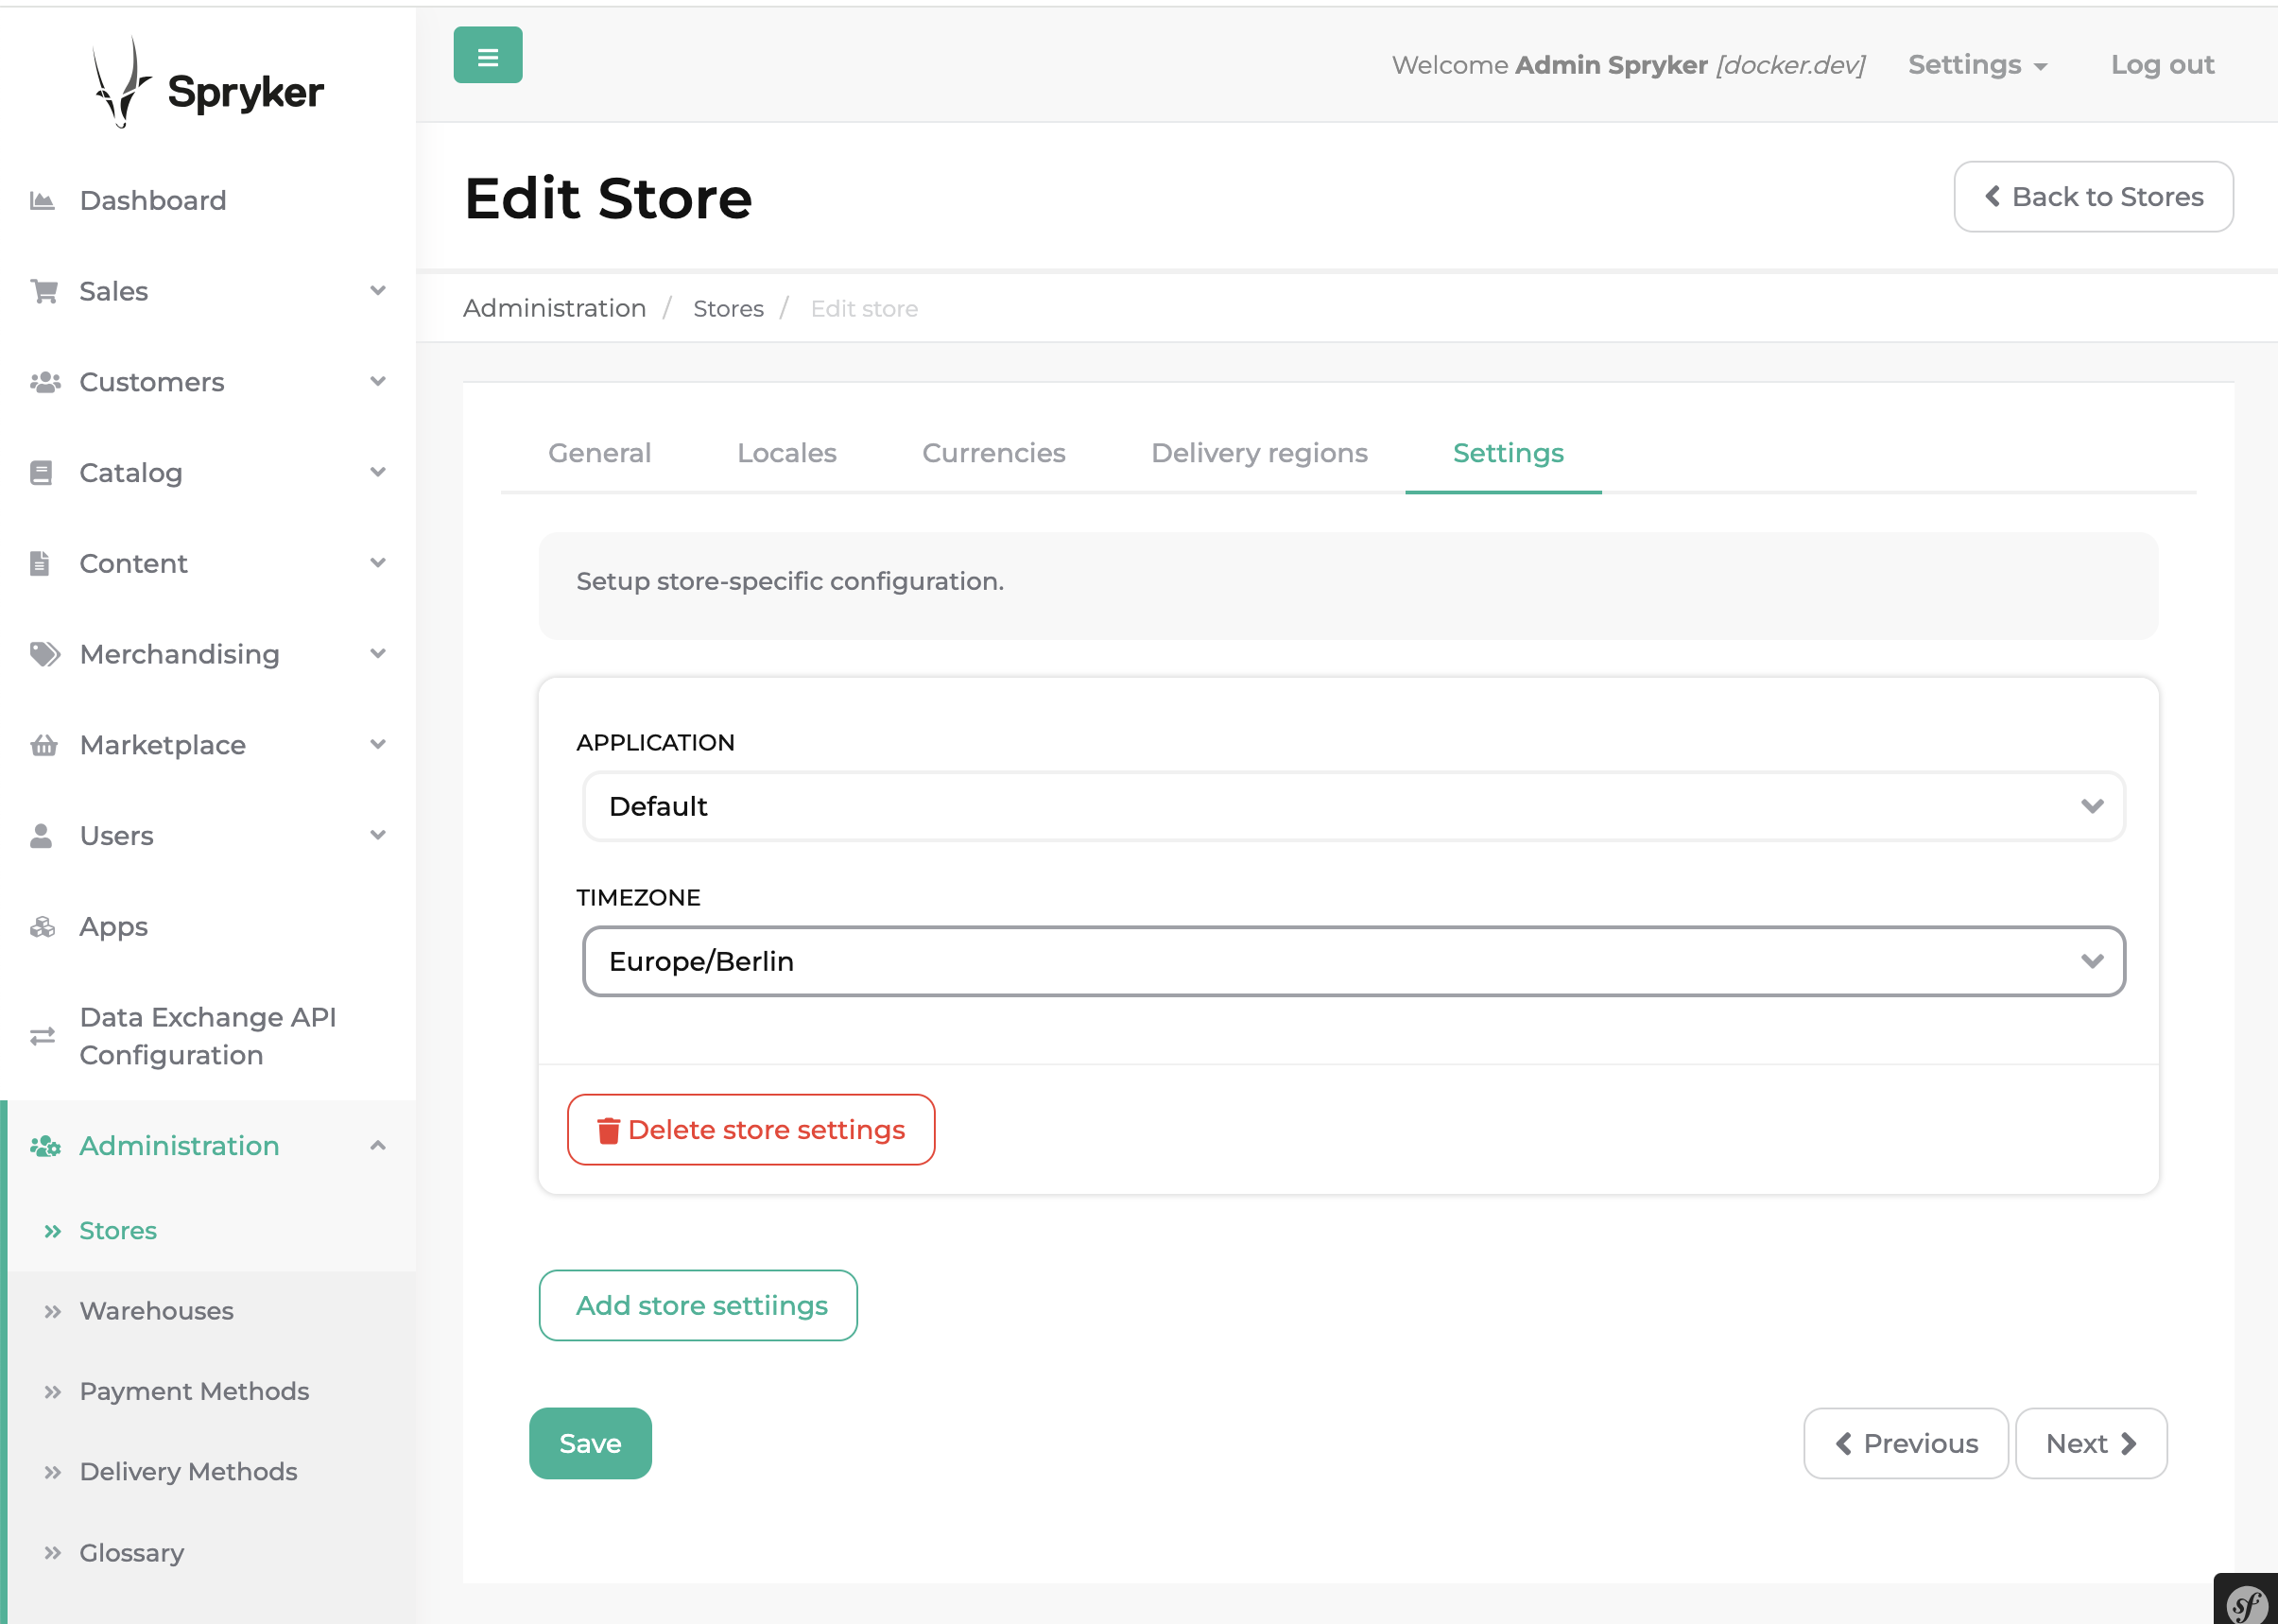 Spryker
Welcome Admin Spryker [docker.dev]
Settings
Log out
Dashboard
Sales
Customers
Catalog
Content
Merchandising
Marketplace
Users
Apps
Data Exchange API
Configuration
Administration
Stores
Warehouses
Payment Methods
Delivery Methods
Glossary
Edit Store
Back to Stores
Administration / Stores / Edit store
General
Locales
Currencies
Delivery regions
Settings
Setup store-specific configuration.
APPLICATION
Default
TIMEZONE
Europe/Berlin
Delete store settings
Add store settiings
Save
Previous
Next
sf